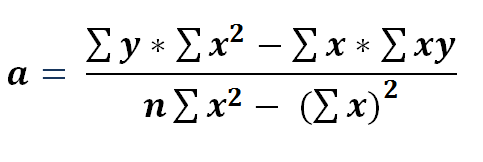 a = (∑ y * ∑ x² − ∑ x * ∑ xy) / (n ∑ x² − (∑ x)²)